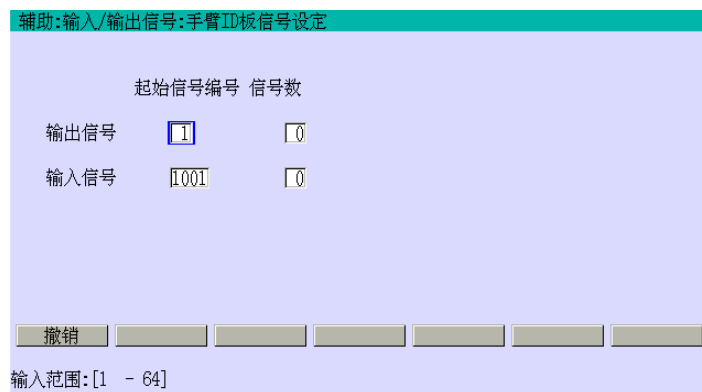 辅助:输入/输出信号:手臂ID板信号设定
起始信号编号 信号数
输出信号 1 0
输入信号 1001 0
撤销
输入范围:[1 - 64]